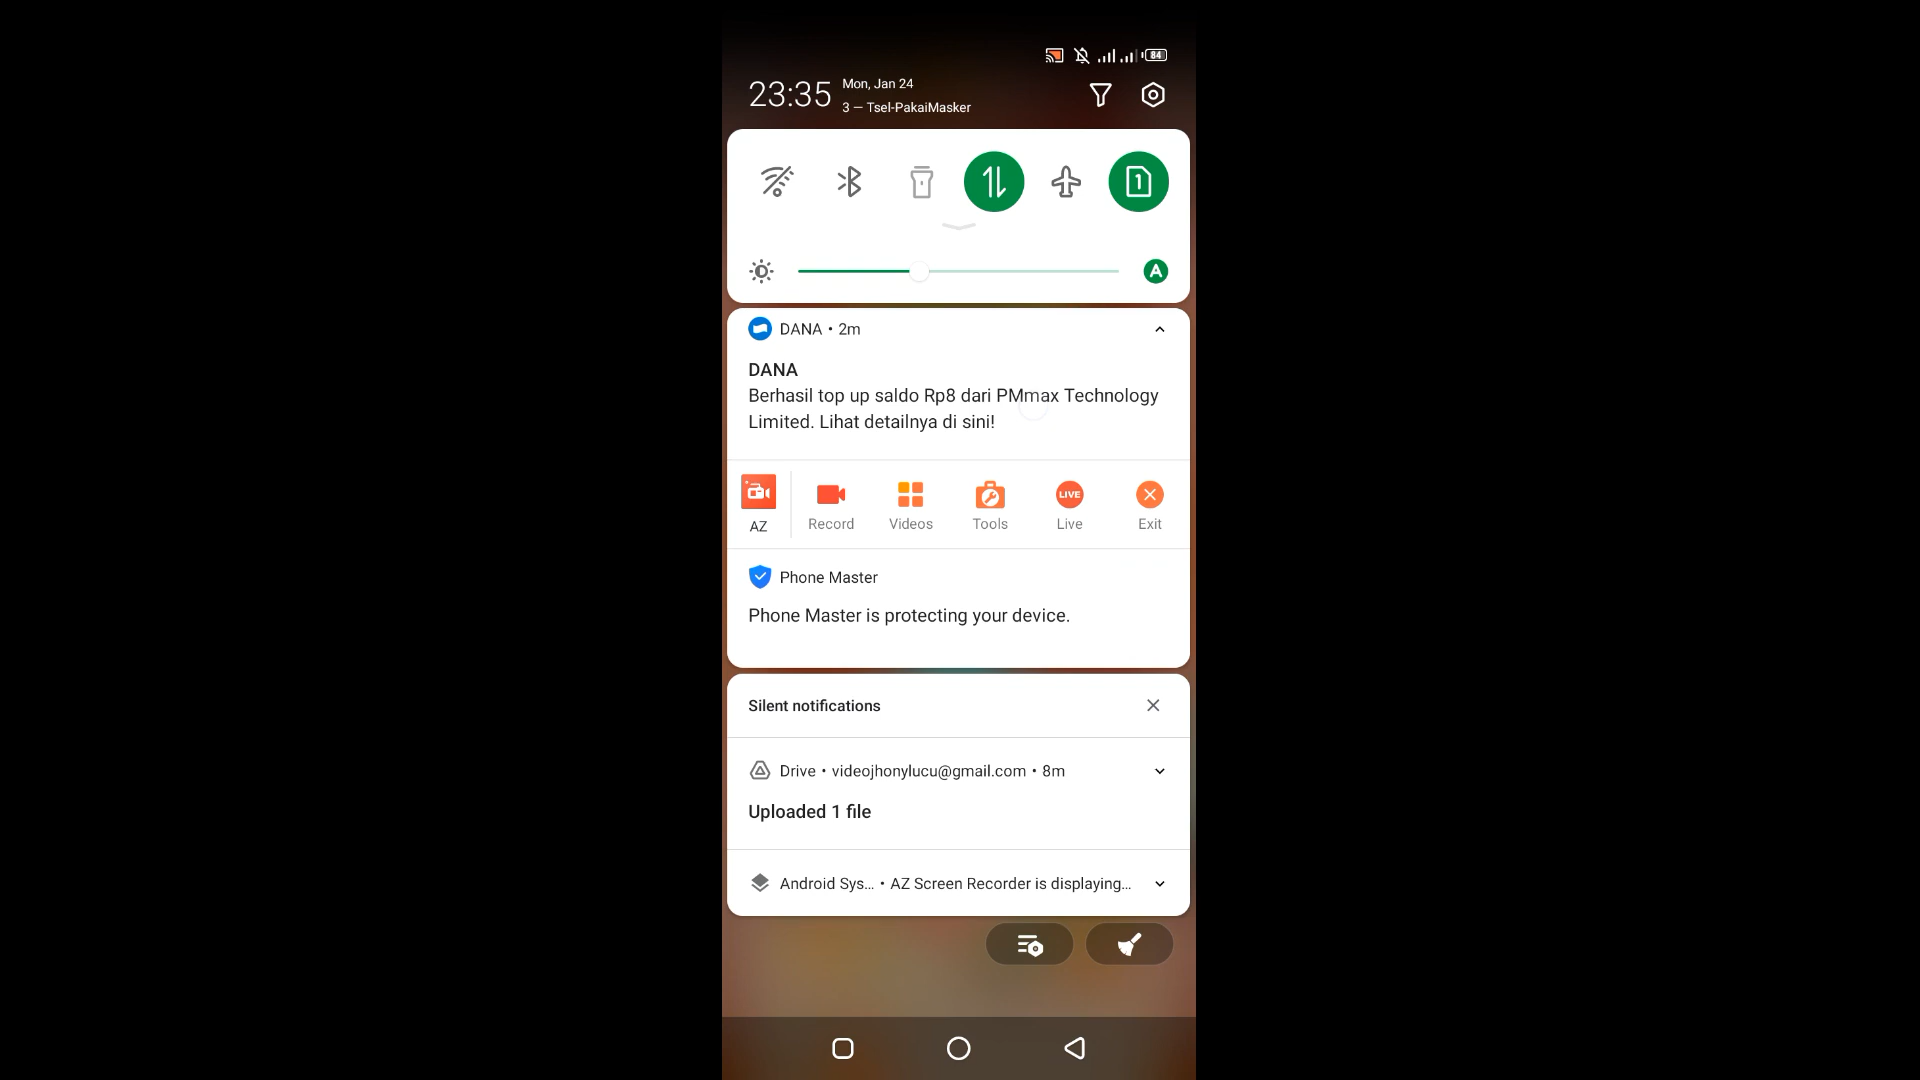 84
23:35
Mon, Jan 24
3 — Tsel-PakaiMasker
1
A
DANA • 2m
DANA
Berhasil top up saldo Rp8 dari PMmax Technology
Limited. Lihat detailnya di sini!
AZ
Record
Videos
Tools
LIVE
Live
Exit
Phone Master
Phone Master is protecting your device.
Silent notifications
Drive • videojhonylucu@gmail.com • 8m
Uploaded 1 file
Android Sys... • AZ Screen Recorder is displaying...